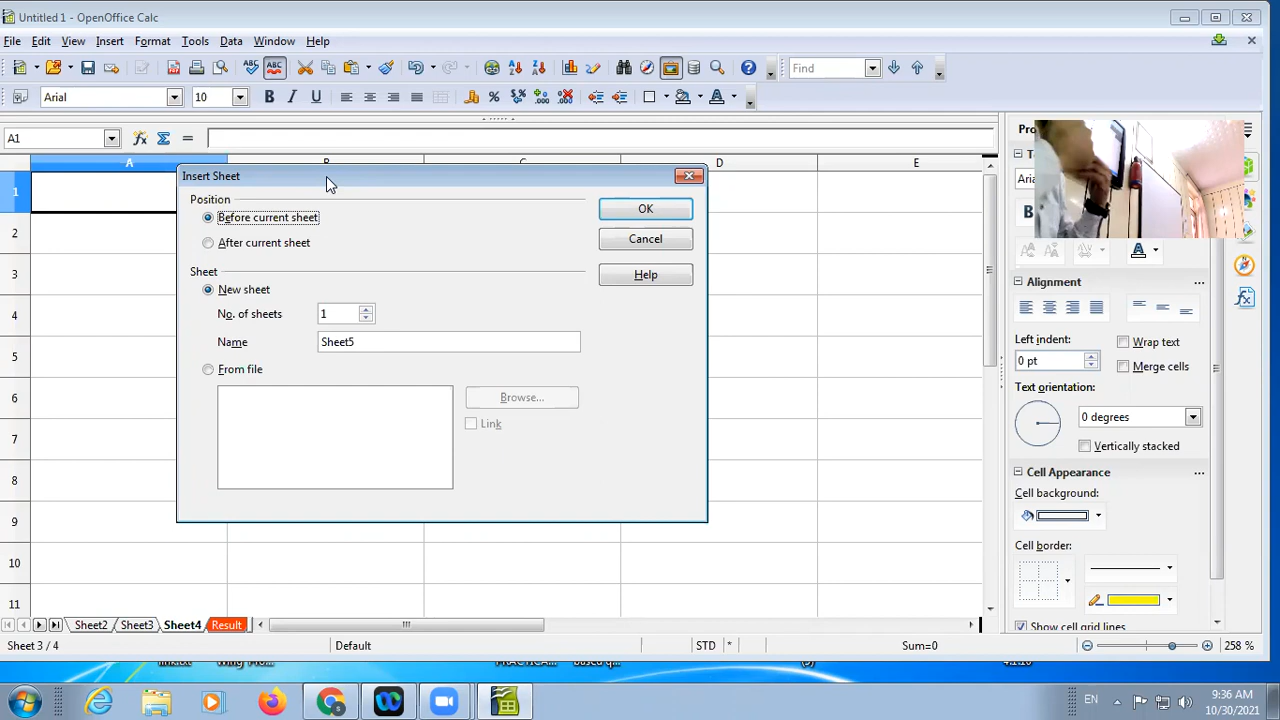 Untitled 1 - OpenOffice Calc
File Edit View Insert Format Tools Data Window Help
ABC ABC Find
Arial 10 B I U
A1
A B C D E
Insert Sheet
Position
Before current sheet
After current sheet
Sheet
New sheet
No. of sheets 1
Name Sheet5
From file
Browse...
Link
OK
Cancel
Help
1
2
3
4
5
6
7
8
9
10
11
Alignment
Left indent:
0 pt
Wrap text
Merge cells
Text orientation:
0 degrees
Vertically stacked
Cell Appearance
Cell background:
Cell border:
Show cell grid lines
Sheet2 Sheet3 Sheet4 Result
Sheet 3 / 4 Default STD * Sum=0 258 %
EN 9:36 AM
10/30/2021